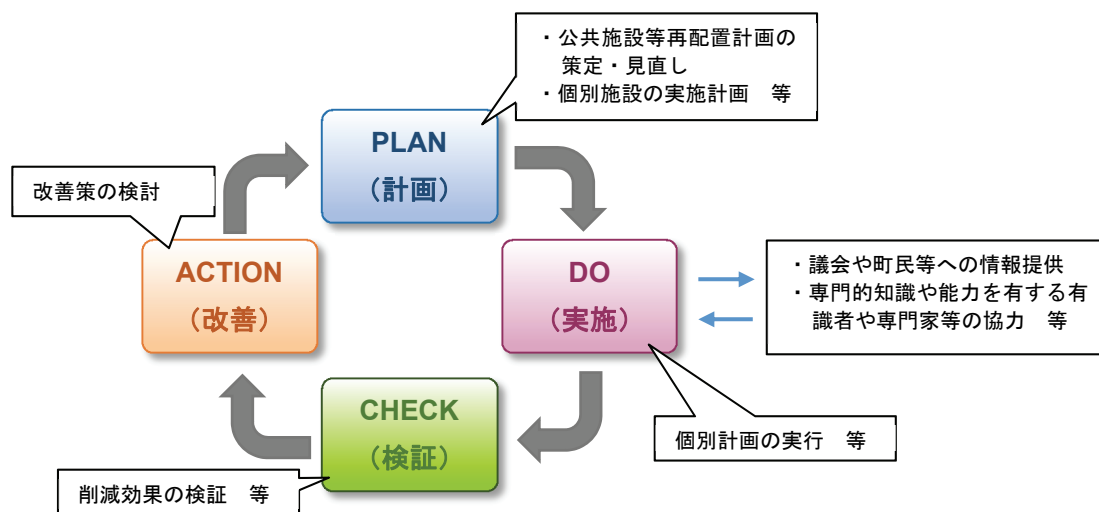 ・公共施設等再配置計画の
策定・見直し
・個別施設の実施計画　等
PLAN
（計画）
改善策の検討
ACTION
（改善）
DO
（実施）
・議会や町民等への情報提供
・専門的知識や能力を有する有
識者や専門家等の協力　等
CHECK
（検証）
個別計画の実行　等
削減効果の検証　等